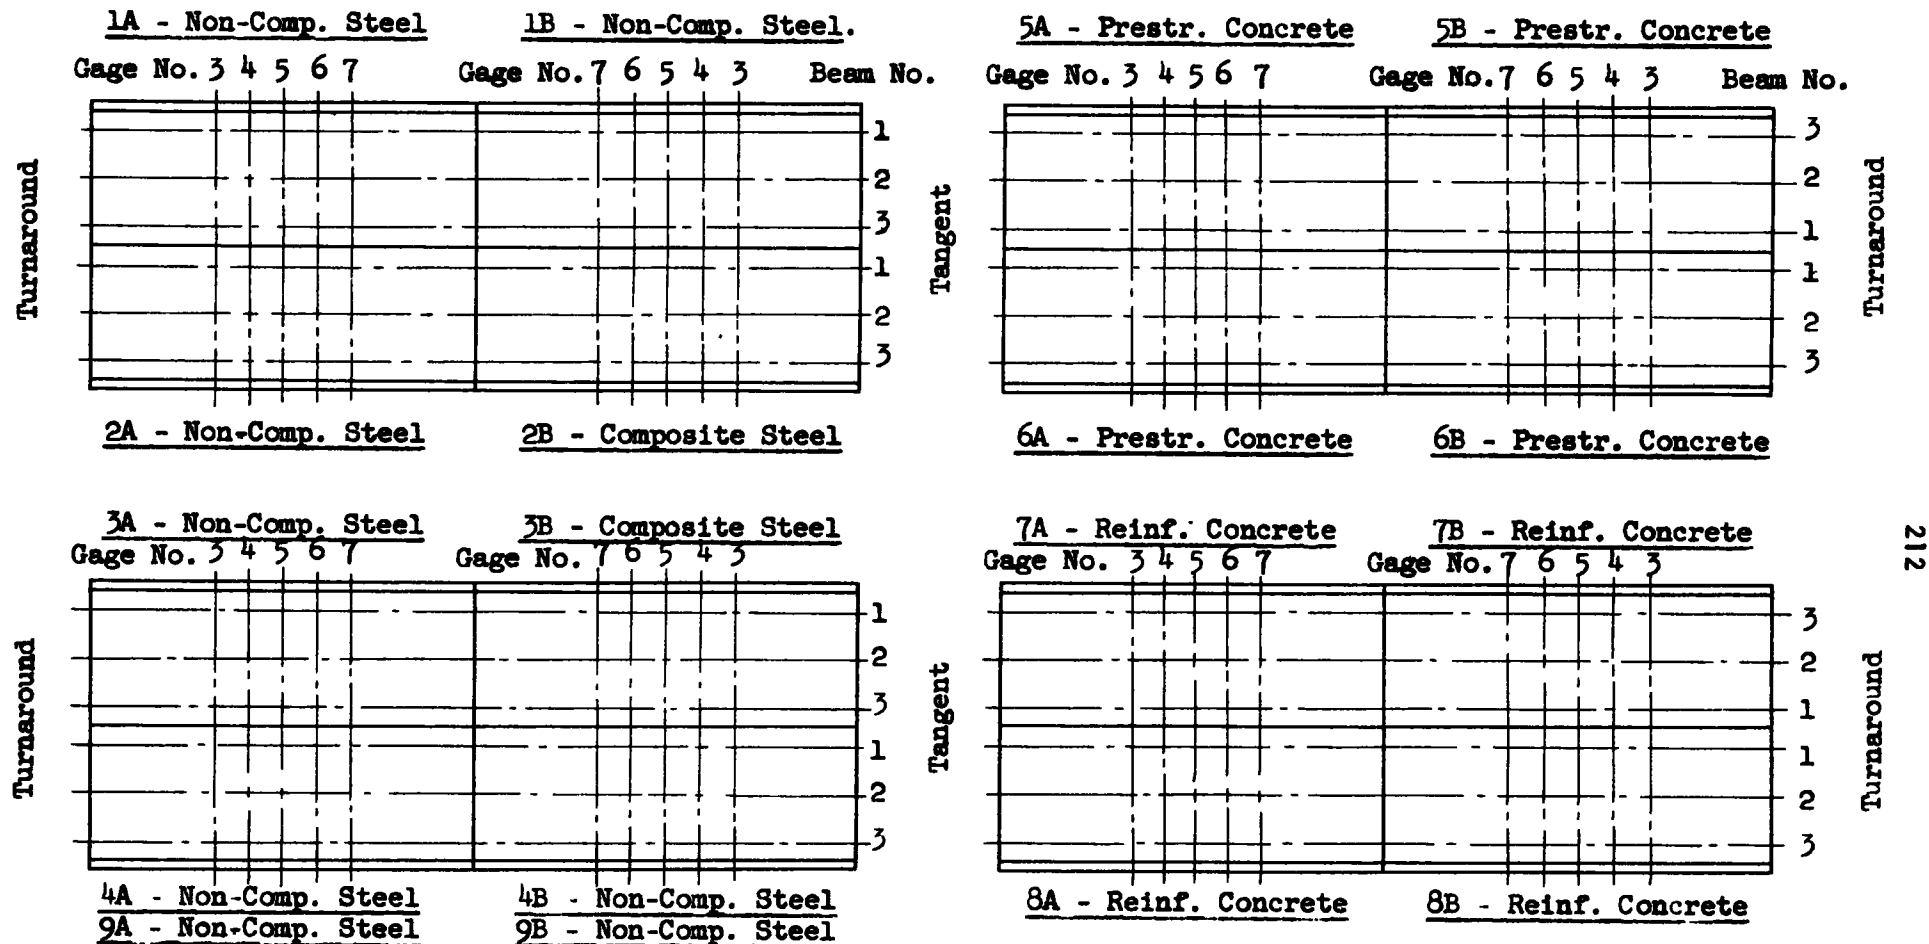 1A - Non-Comp. Steel
1B - Non-Comp. Steel.
Gage No. 3 4 5 6 7
Gage No. 7 6 5 4 3
Beam No.
1
2
3
1
2
3
Turnaround
Tangent
2A - Non-Comp. Steel
2B - Composite Steel
5A - Prestr. Concrete
5B - Prestr. Concrete
Gage No. 3 4 5 6 7
Gage No. 7 6 5 4 3
Beam No.
3
2
1
1
2
3
Turnaround
6A - Prestr. Concrete
6B - Prestr. Concrete
3A - Non-Comp. Steel
3B - Composite Steel
Gage No. 3 4 5 6 7
Gage No. 7 6 5 4 3
1
2
3
1
2
3
Turnaround
Tangent
4A - Non-Comp. Steel
4B - Non-Comp. Steel
9A - Non-Comp. Steel
9B - Non-Comp. Steel
7A - Reinf. Concrete
7B - Reinf. Concrete
Gage No. 3 4 5 6 7
Gage No. 7 6 5 4 3
3
2
1
1
2
3
Turnaround
8A - Reinf. Concrete
8B - Reinf. Concrete
212